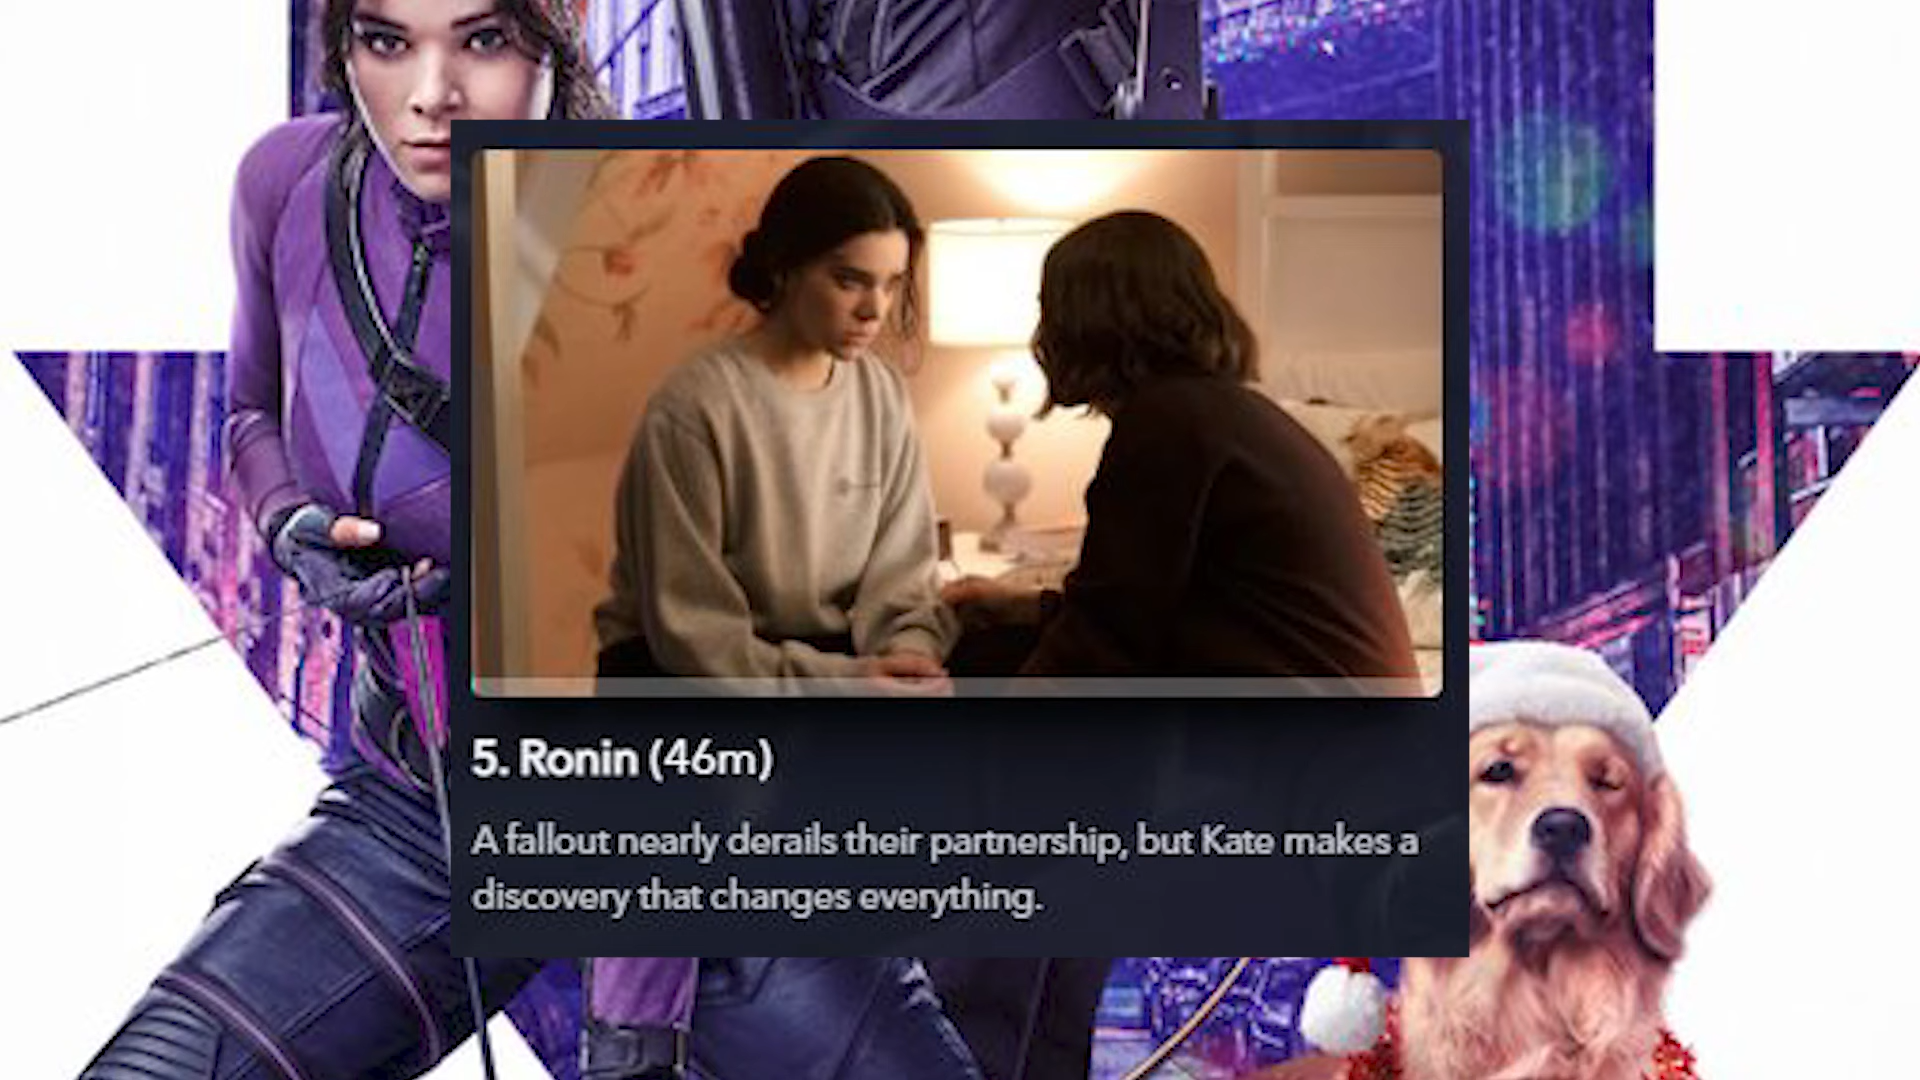 5. Ronin (46m)
A fallout nearly derails their partnership, but Kate makes a
discovery that changes everything.